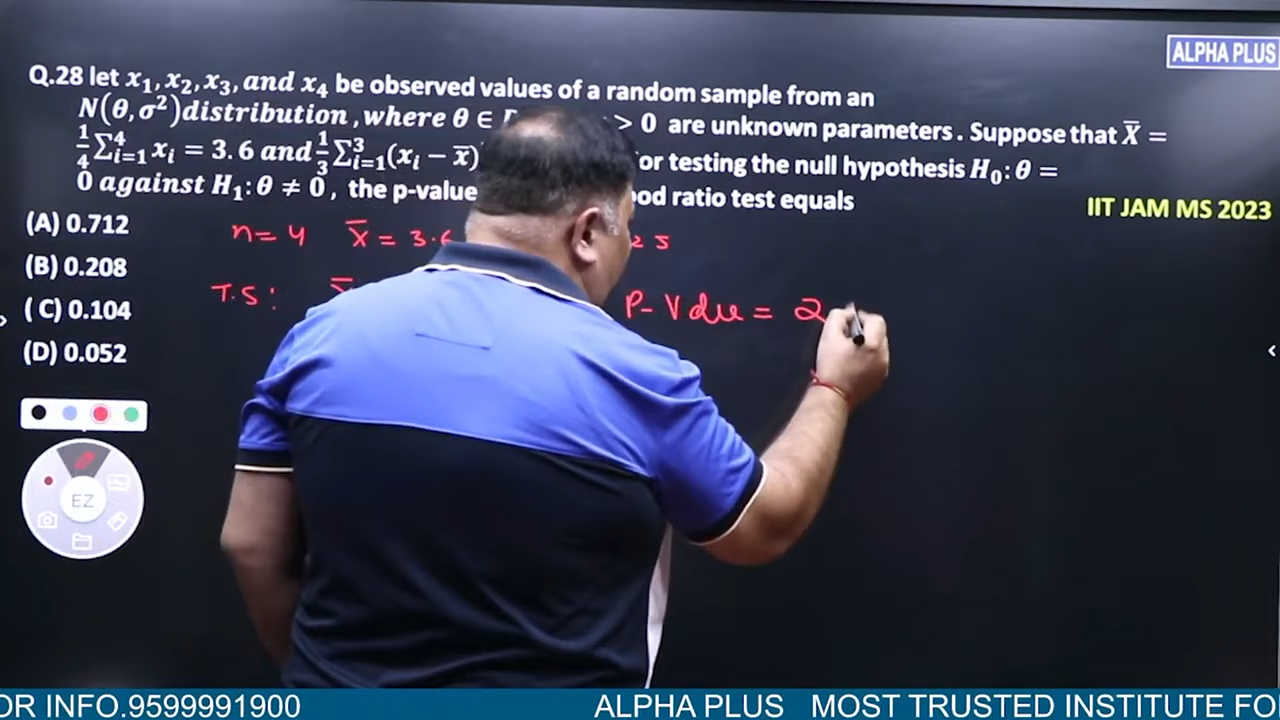 ALPHA PLUS
Q.28 let x₁, x₂, x₃, and x₄ be observed values of a random sample from an
N(θ, σ²)distribution ,where θ ∈ > 0 are unknown parameters . Suppose that X̅ =
1/4 ∑⁴ᵢ₌₁ xᵢ = 3.6 and 1/3 ∑³ᵢ₌₁(xᵢ − x̅) for testing the null hypothesis H₀: θ =
0 against H₁: θ ≠ 0 , the p-value ratio test equals
IIT JAM MS 2023
(A) 0.712
(B) 0.208
( C) 0.104
(D) 0.052
n = 4 X̅ = 3.6
T.S :
P-Value = 2
EZ
OR INFO.9599991900 ALPHA PLUS MOST TRUSTED INSTITUTE FO